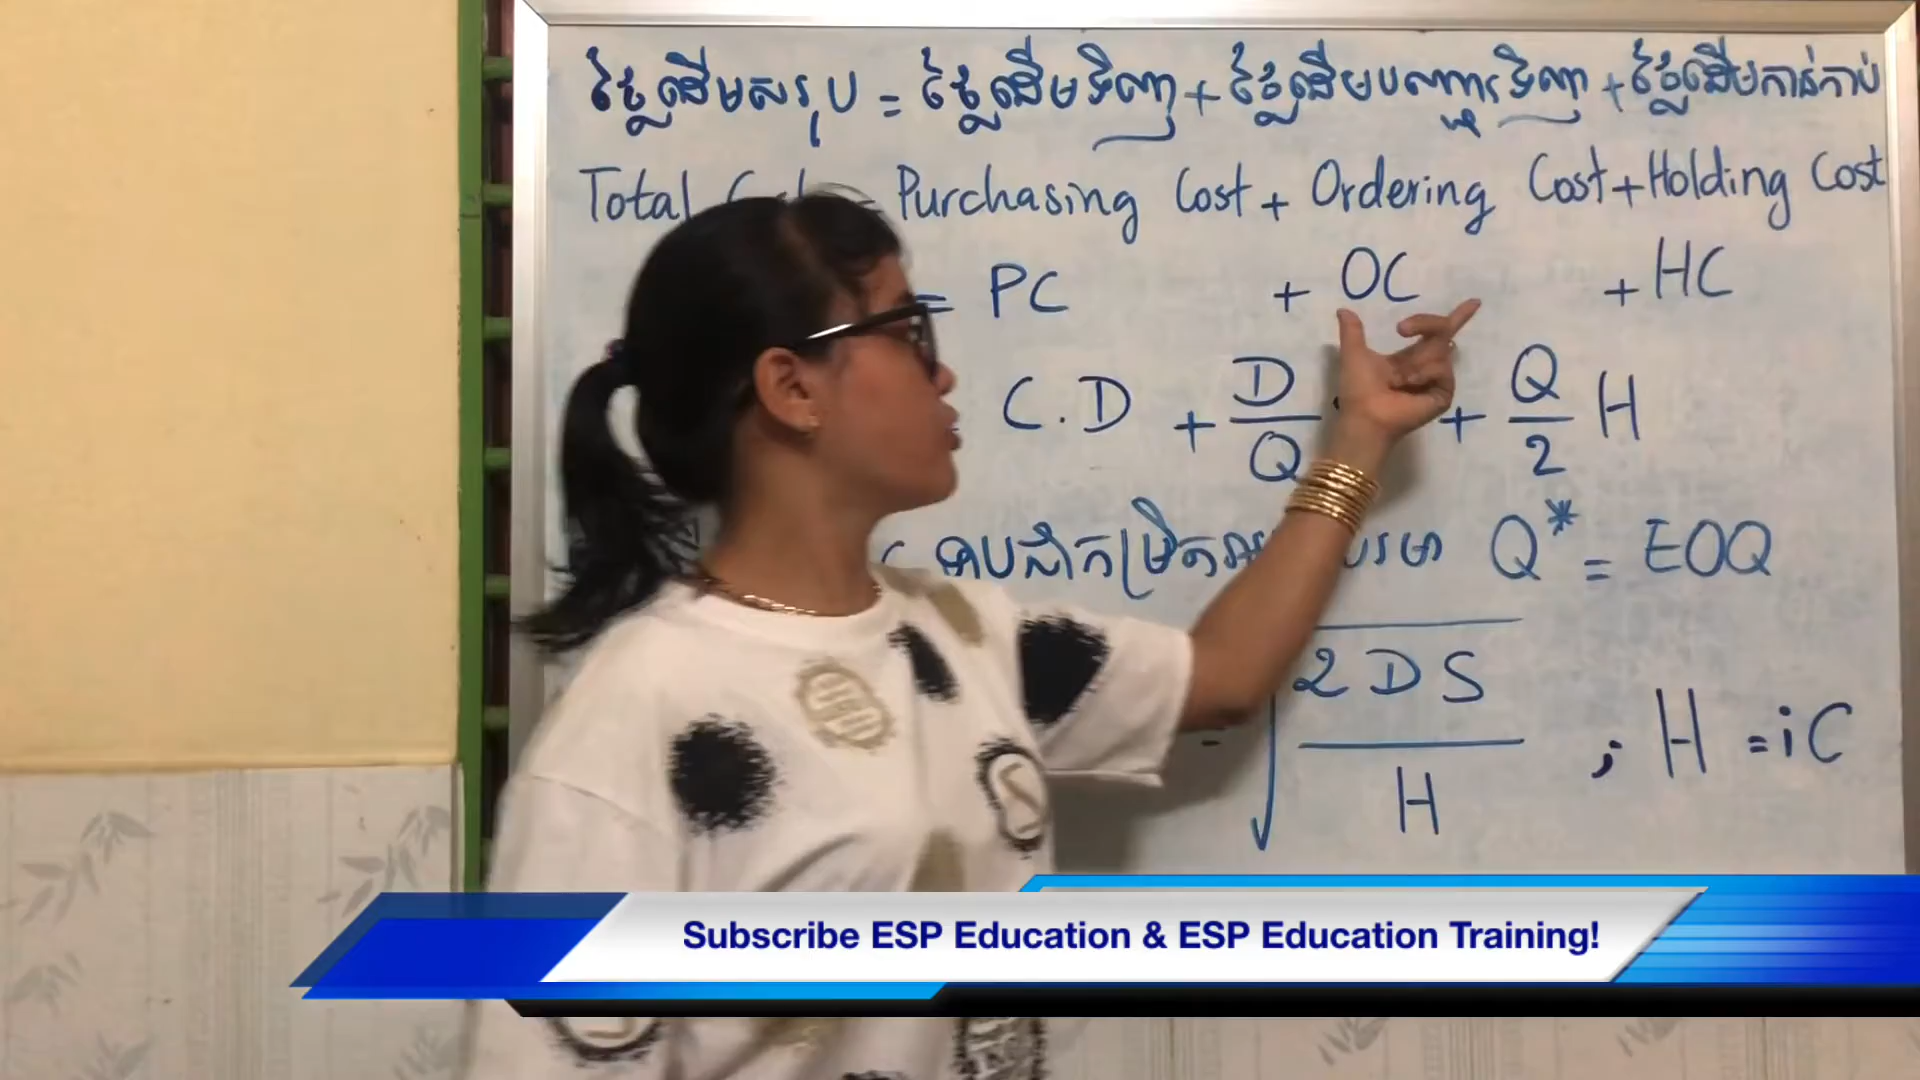 ថ្លៃដើមសរុប = ថ្លៃដើមទិញ + ថ្លៃដើមបញ្ជារទិញ + ថ្លៃដើមកាន់កាប់
Total = Purchasing Cost + Ordering Cost + Holding Cost
= PC + OC + HC
C.D + D/Q + Q/2 H
Q* = EOQ
= √2DS/H ; H = iC
Subscribe ESP Education & ESP Education Training!